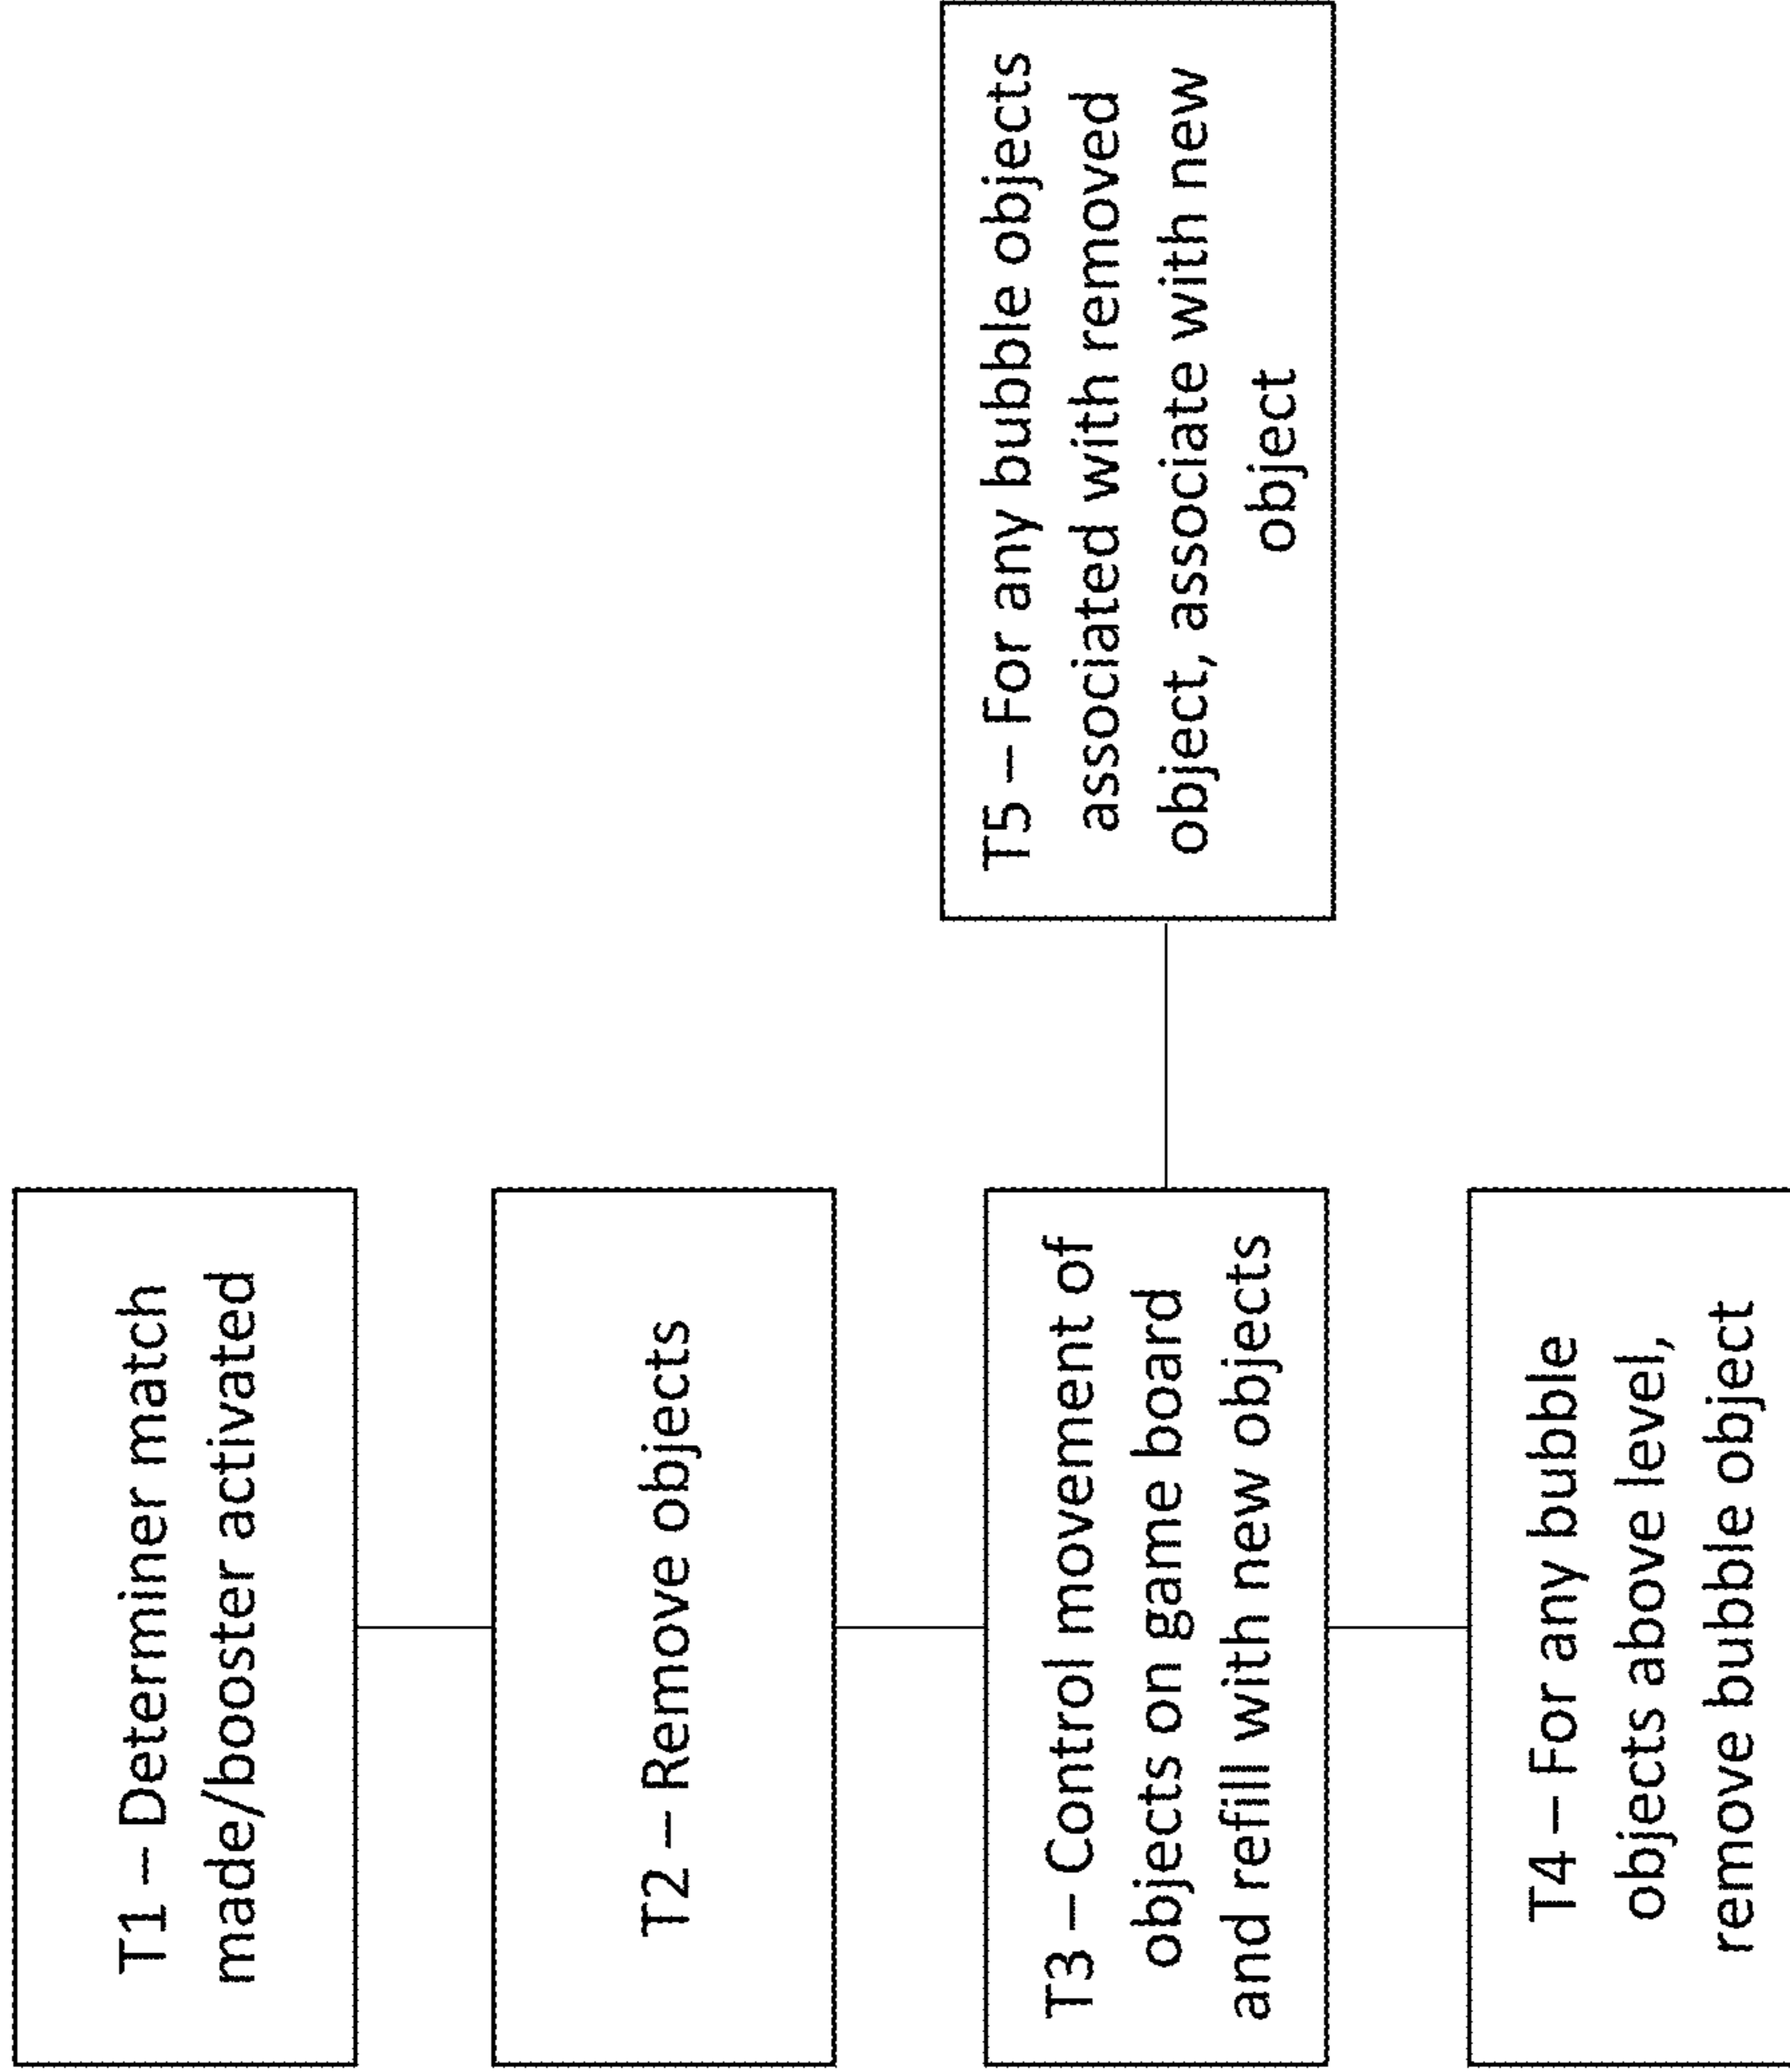 T1 – Determiner match
made/booster activated
T2 – Remove objects
T3 – Control movement of
objects on game board
and refill with new objects
T4 – For any bubble
objects above level,
remove bubble object
T5 – For any bubble objects
associated with removed
object, associate with new
object